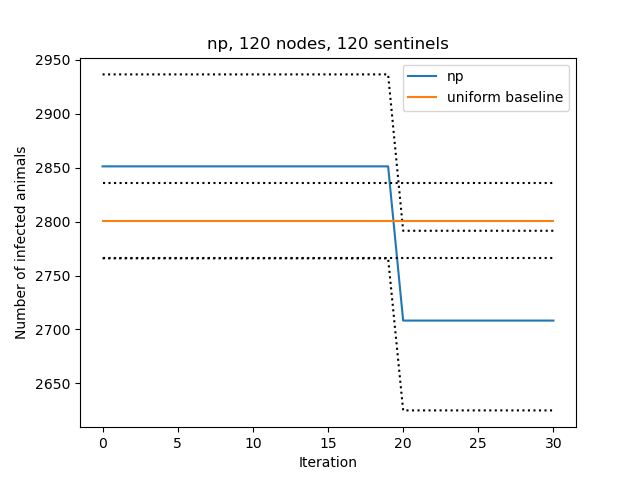 np, 120 nodes, 120 sentinels
np
uniform baseline
Number of infected animals
2950
2900
2850
2800
2750
2700
2650
0 5 10 15 20 25 30
Iteration